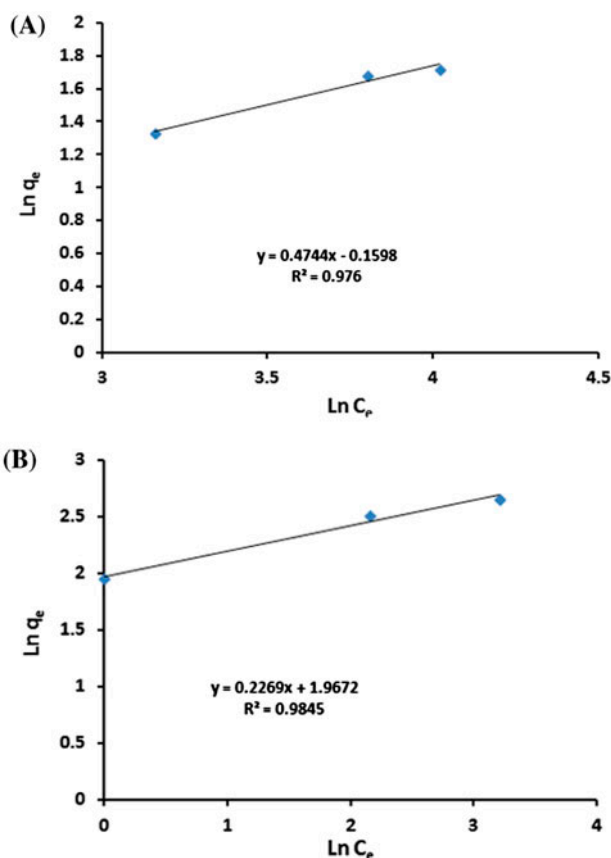 (A)
2
1.8
1.6
1.4
1.2
1
0.8
0.6
0.4
0.2
0
Ln qe
y = 0.4744x - 0.1598
R² = 0.976
3 3.5 4 4.5
Ln Ce
(B)
3
2.5
2
1.5
1
0.5
0
Ln qe
y = 0.2269x + 1.9672
R² = 0.9845
0 1 2 3 4
Ln Ce